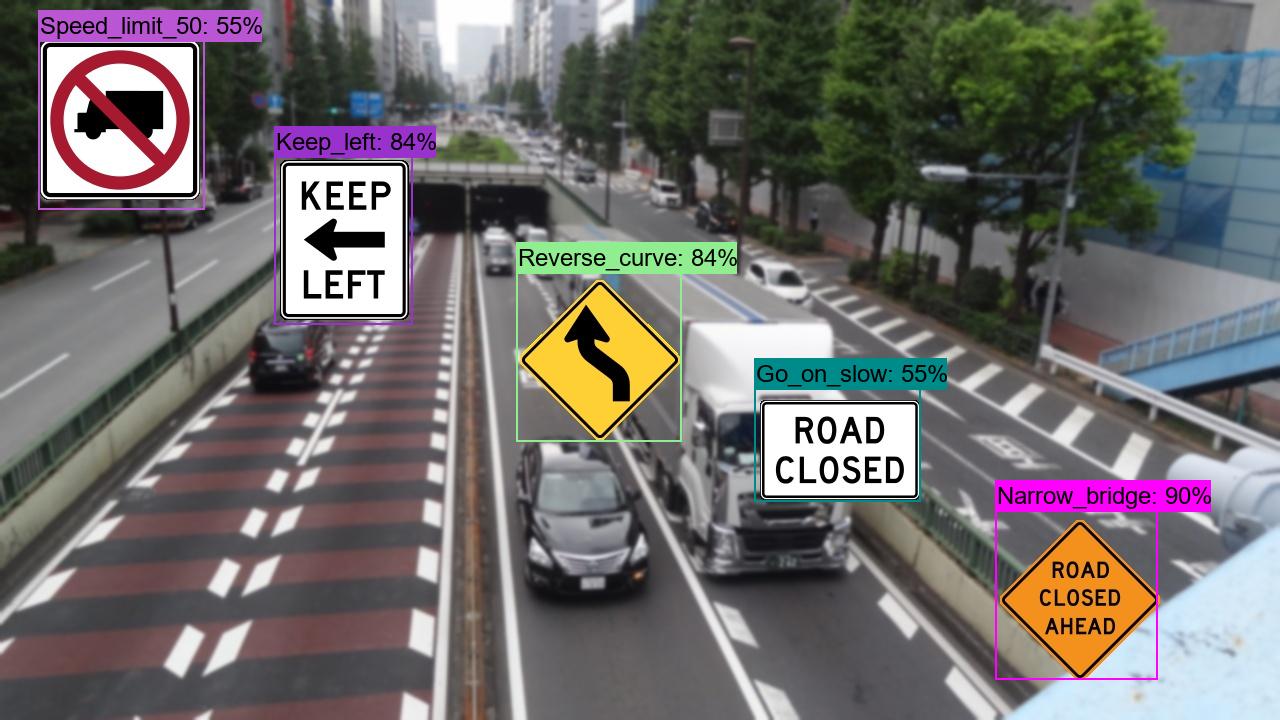 Speed_limit_50: 55%
Keep_left: 84%
KEEP
LEFT
Reverse_curve: 84%
Go_on_slow: 55%
ROAD
CLOSED
Narrow_bridge: 90%
ROAD
CLOSED
AHEAD